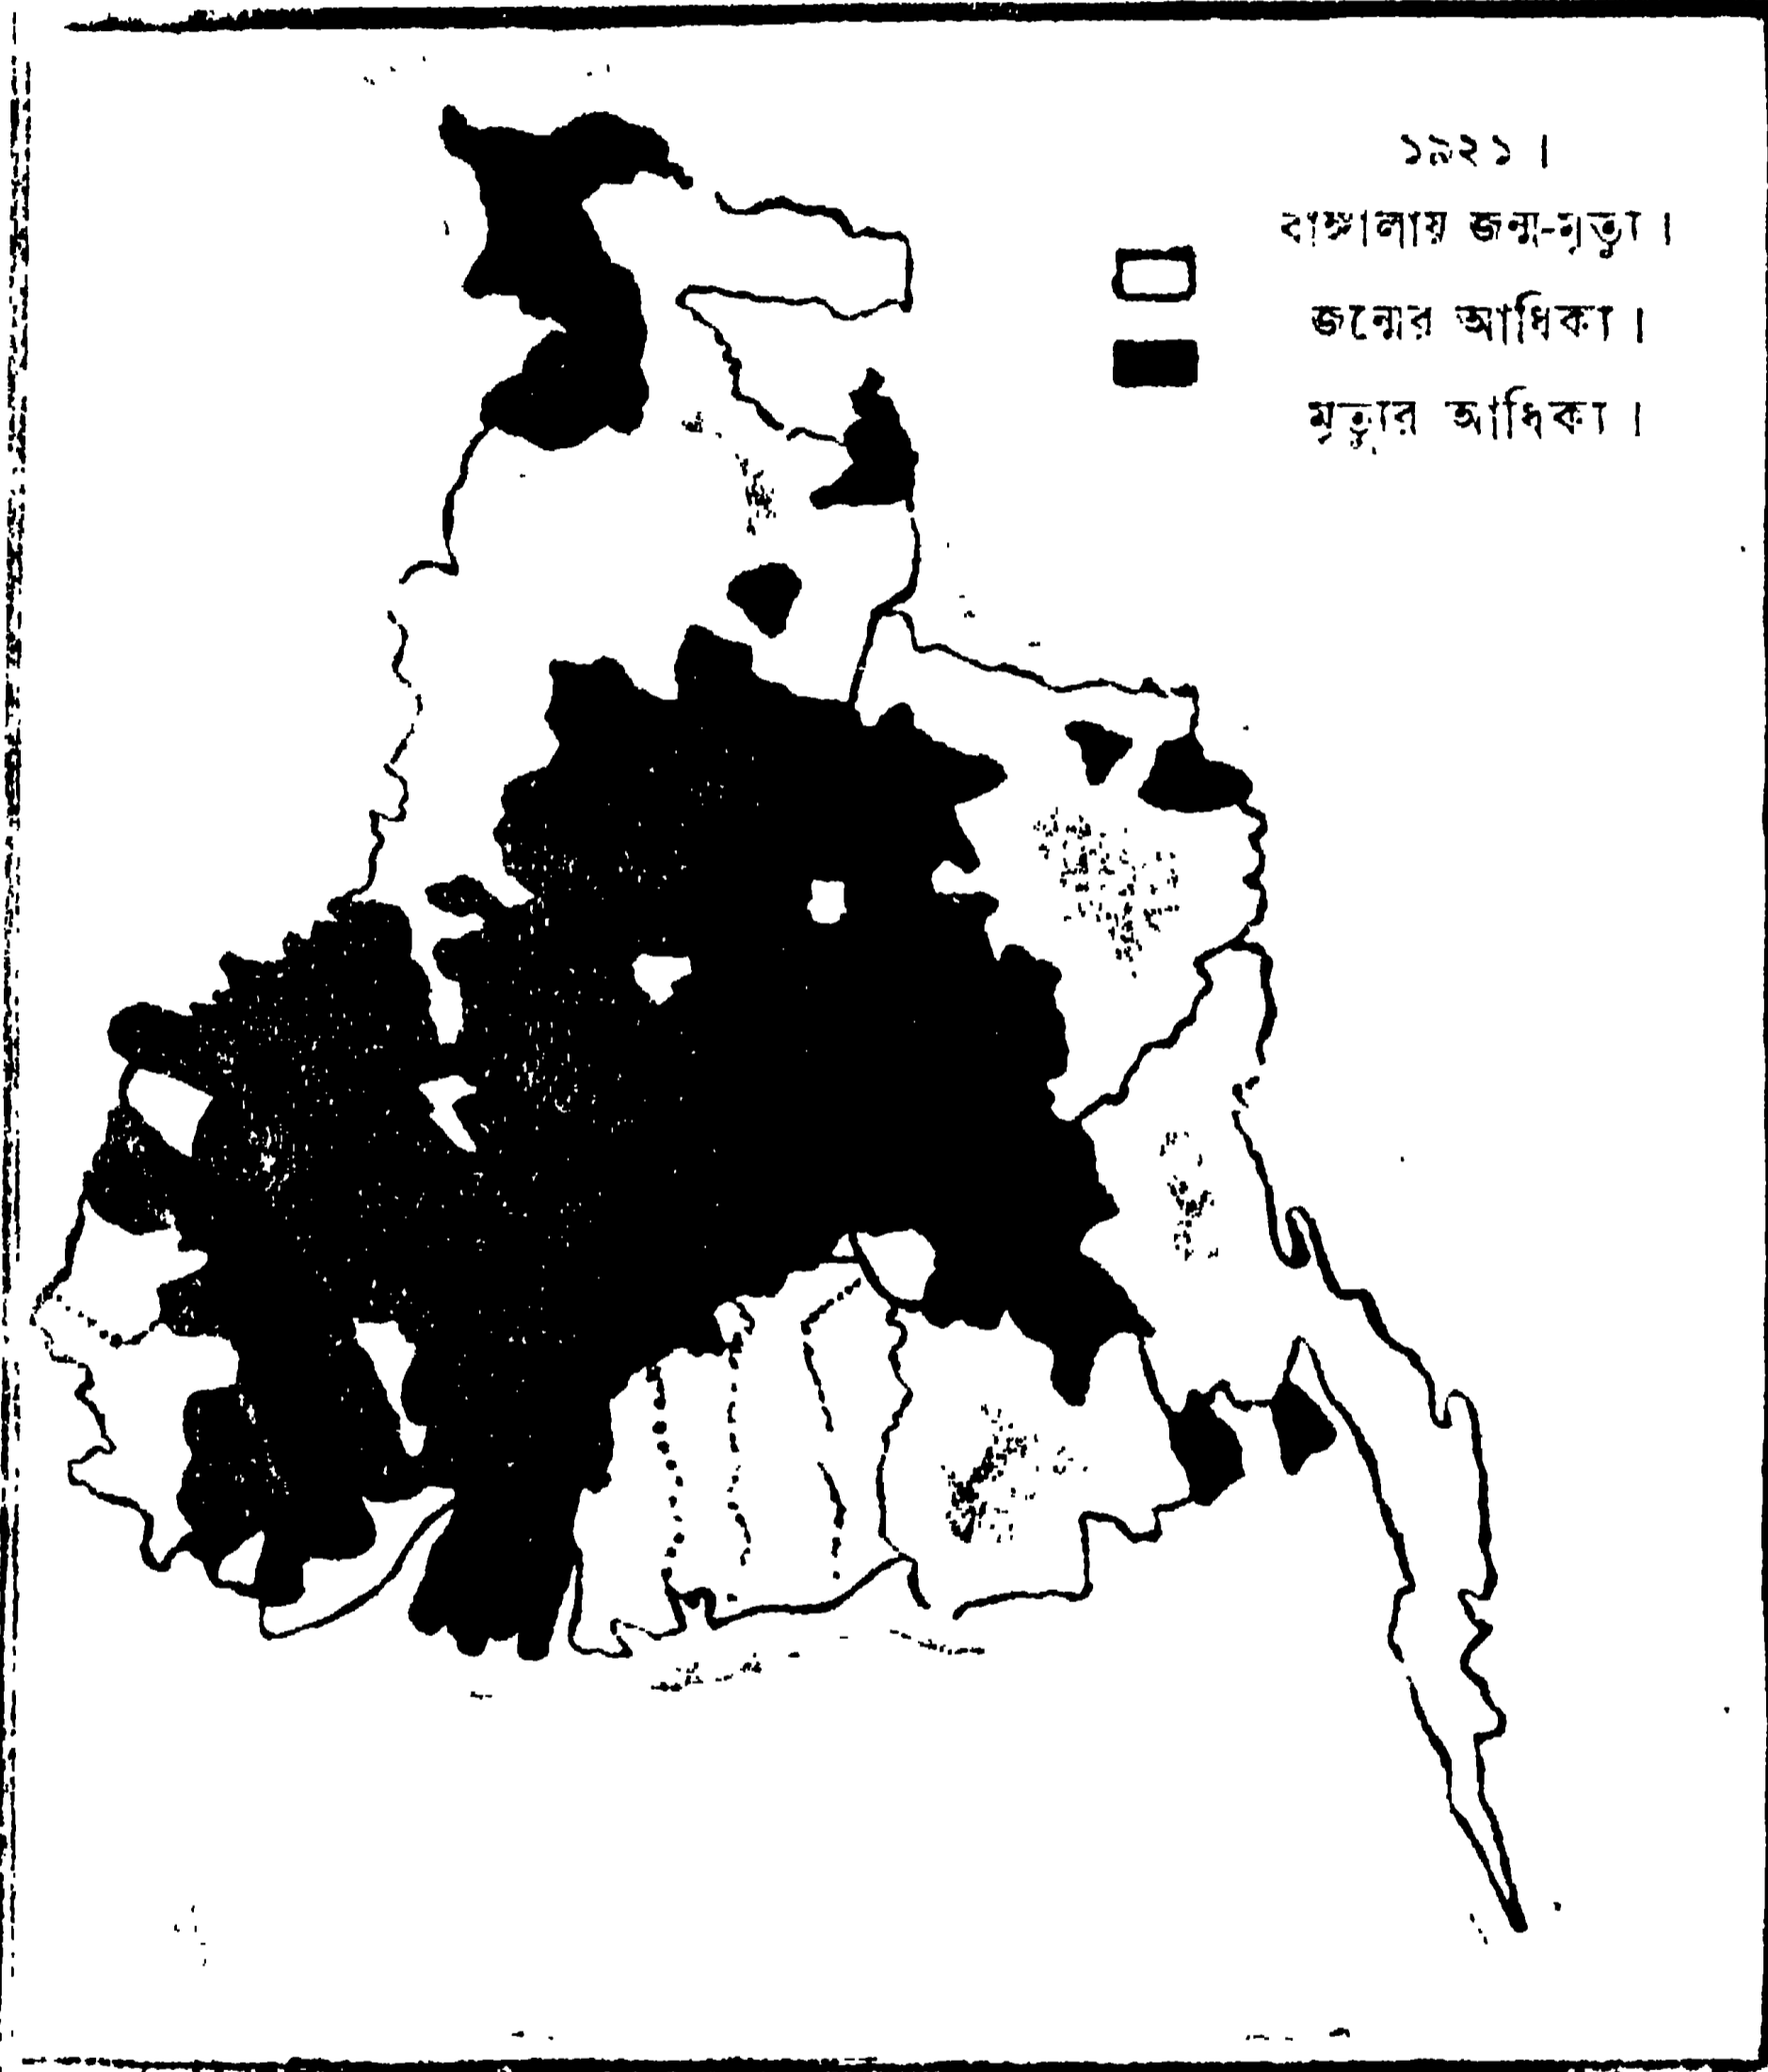 ১৯২১ ।
বাঙ্গালায় জন্ম-মৃত্যু ।
জন্মের আধিক্য ।
মৃত্যুর আধিক্য ।